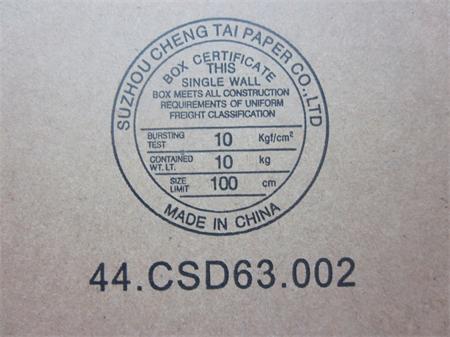 SUZHOU CHENG TAI PAPER CO.,LTD
BOX CERTIFICATE
THIS
SINGLE WALL
BOX MEETS ALL CONSTRUCTION
REQUIREMENTS OF UNIFORM
FREIGHT CLASSIFICATION
BURSTING TEST 10 Kgf/cm²
CONTAINED WT. LT. 10 kg
SIZE LIMIT 100 cm
MADE IN CHINA
44.CSD63.002